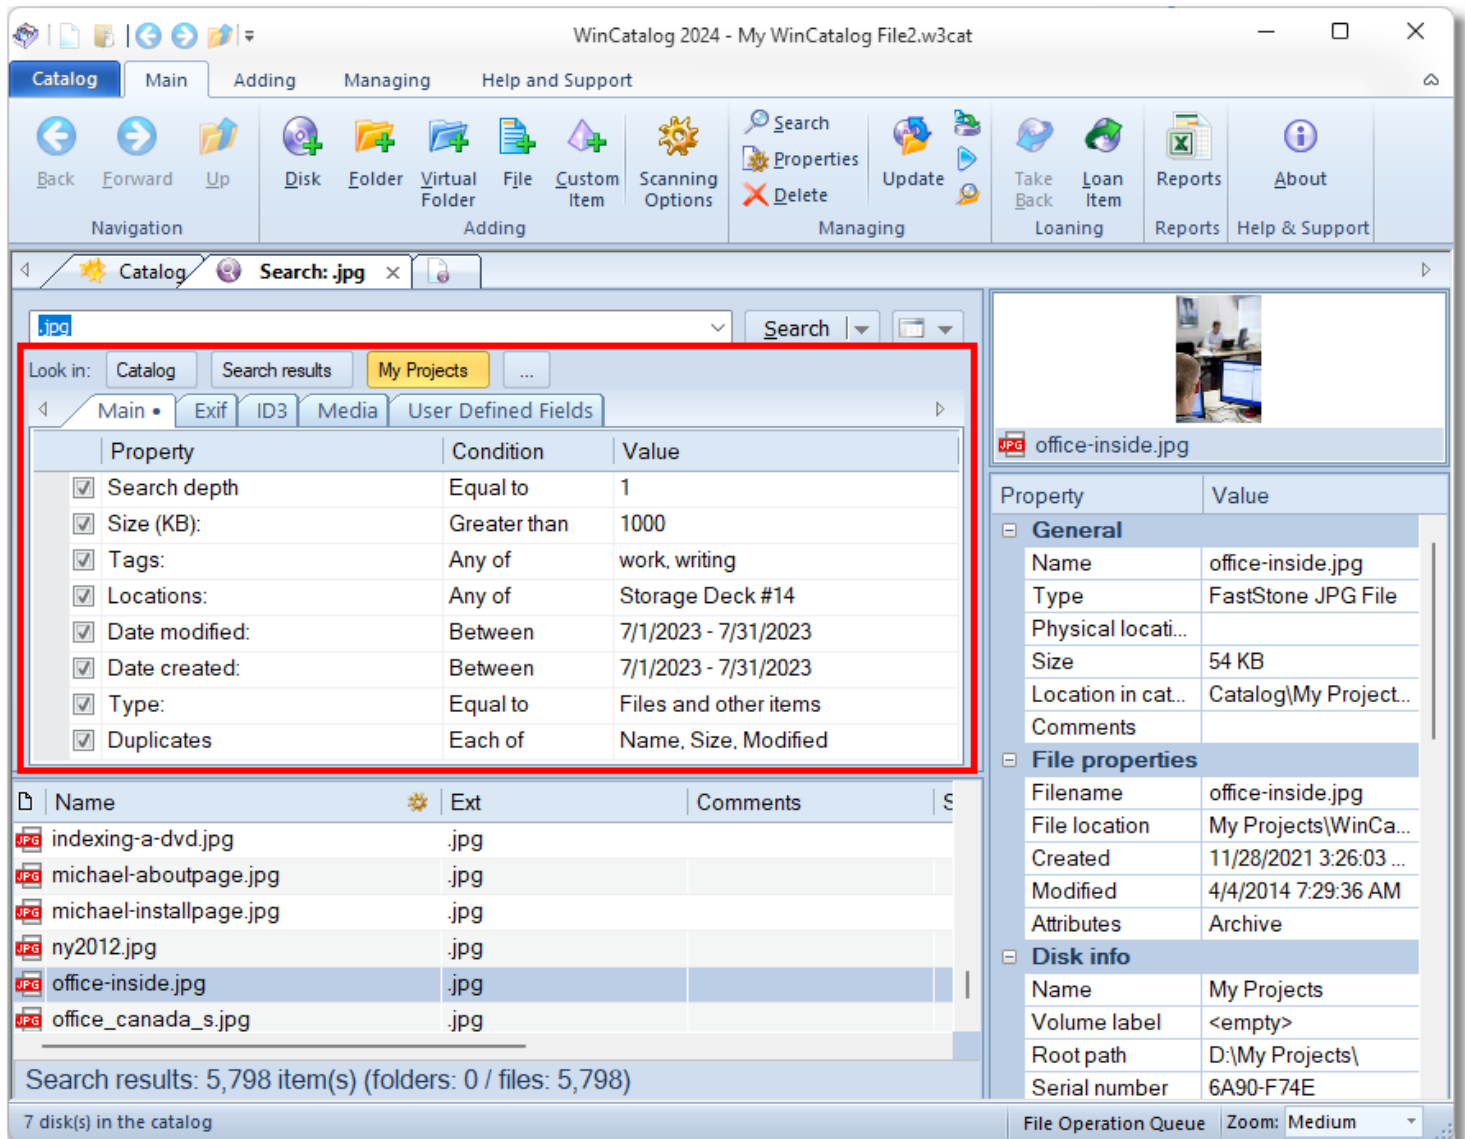 WinCatalog 2024 - My WinCatalog File2.w3cat
Catalog Main Adding Managing Help and Support
Back Forward Up Disk Folder Virtual Folder File Custom Item Scanning Options Search Properties Delete Update Take Back Loan Item Reports About
Navigation Adding Managing Loaning Reports Help & Support
Catalog Search: .jpg
.jpg Search
Look in: Catalog Search results My Projects ...
Main • Exif ID3 Media User Defined Fields
Property Condition Value
Search depth Equal to 1
Size (KB): Greater than 1000
Tags: Any of work, writing
Locations: Any of Storage Deck #14
Date modified: Between 7/1/2023 - 7/31/2023
Date created: Between 7/1/2023 - 7/31/2023
Type: Equal to Files and other items
Duplicates Each of Name, Size, Modified
Name Ext Comments S
JPG indexing-a-dvd.jpg .jpg
JPG michael-aboutpage.jpg .jpg
JPG michael-installpage.jpg .jpg
JPG ny2012.jpg .jpg
JPG office-inside.jpg .jpg
JPG office_canada_s.jpg .jpg
Search results: 5,798 item(s) (folders: 0 / files: 5,798)
JPG office-inside.jpg
Property Value
General
Name office-inside.jpg
Type FastStone JPG File
Physical locati...
Size 54 KB
Location in cat... Catalog\My Project...
Comments
File properties
Filename office-inside.jpg
File location My Projects\WinCa...
Created 11/28/2021 3:26:03 ...
Modified 4/4/2014 7:29:36 AM
Attributes Archive
Disk info
Name My Projects
Volume label <empty>
Root path D:\My Projects\
Serial number 6A90-F74E
7 disk(s) in the catalog File Operation Queue Zoom: Medium